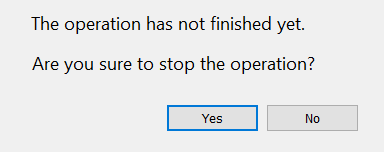 The operation has not finished yet.
Are you sure to stop the operation?
Yes No